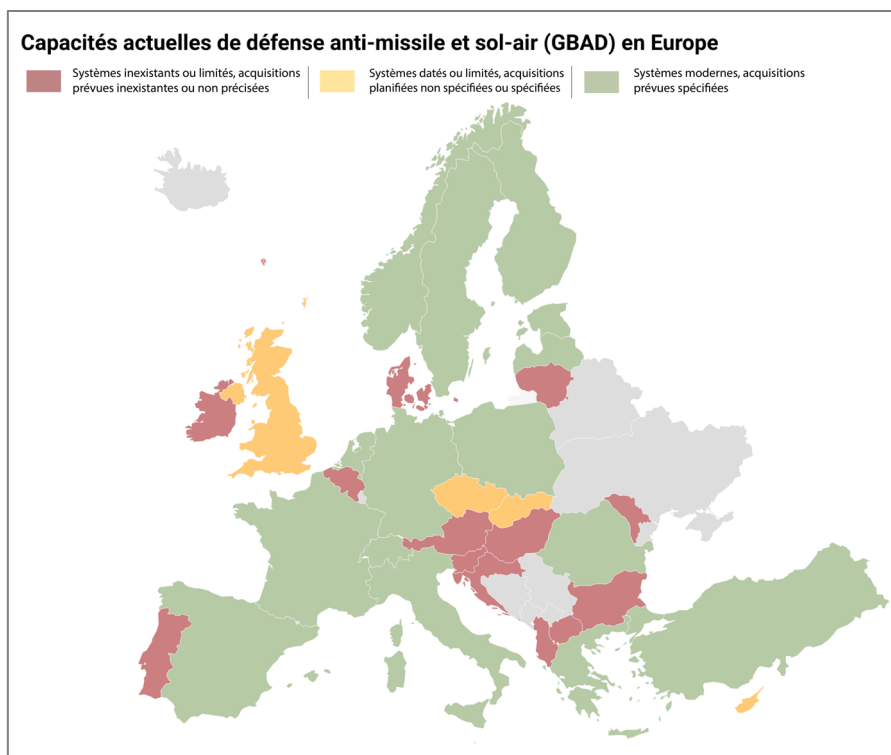 Capacités actuelles de défense anti-missile et sol-air (GBAD) en Europe
Systèmes inexistants ou limités, acquisitions
prévues inexistantes ou non précisées
Systèmes datés ou limités, acquisitions
planifiées non spécifiées ou spécifiées
Systèmes modernes, acquisitions
prévues spécifiées